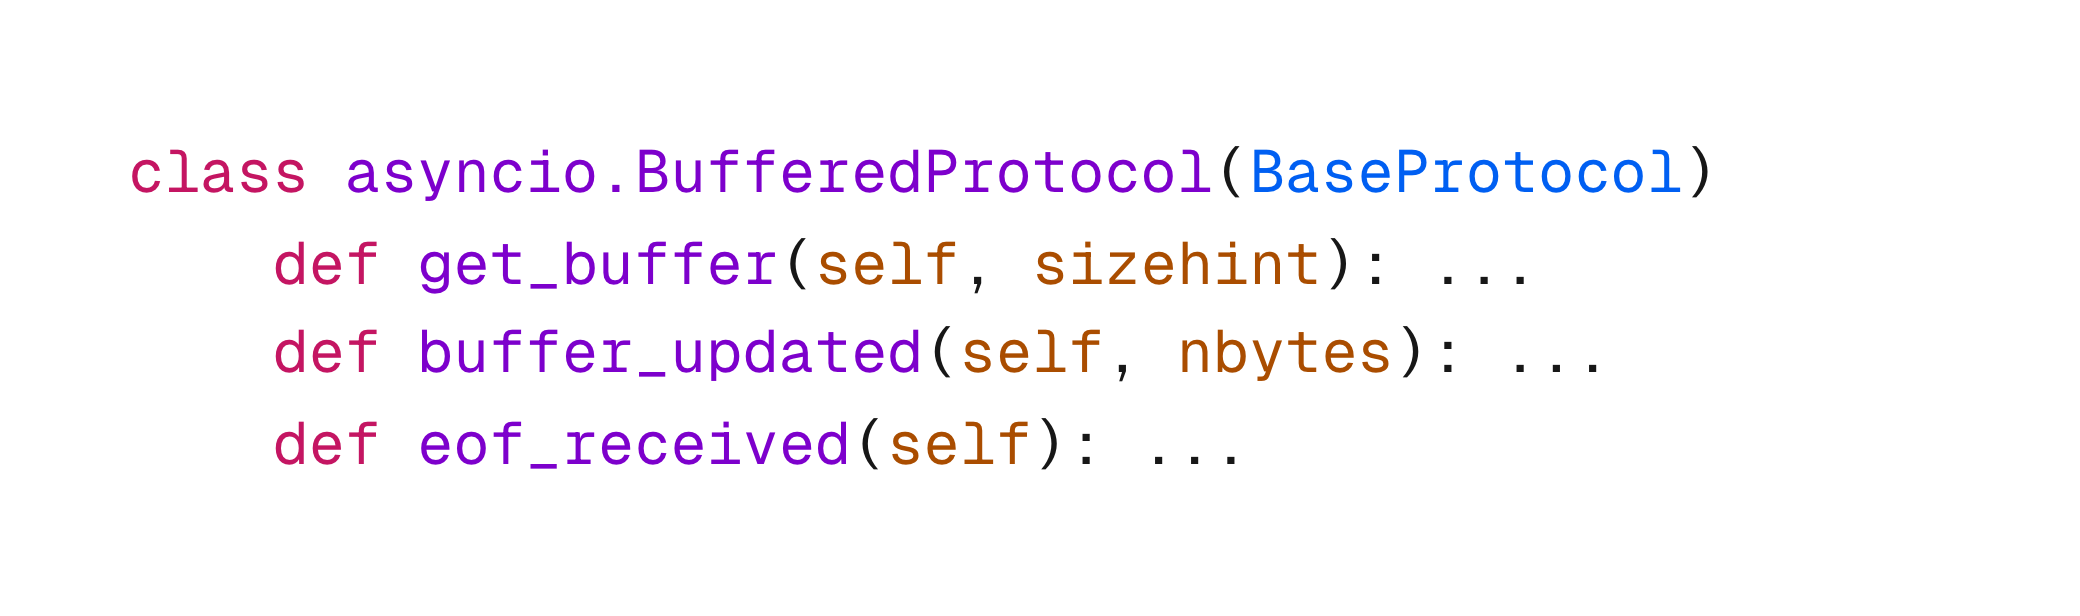 class asyncio.BufferedProtocol(BaseProtocol)
    def get_buffer(self, sizehint): ...
    def buffer_updated(self, nbytes): ...
    def eof_received(self): ...